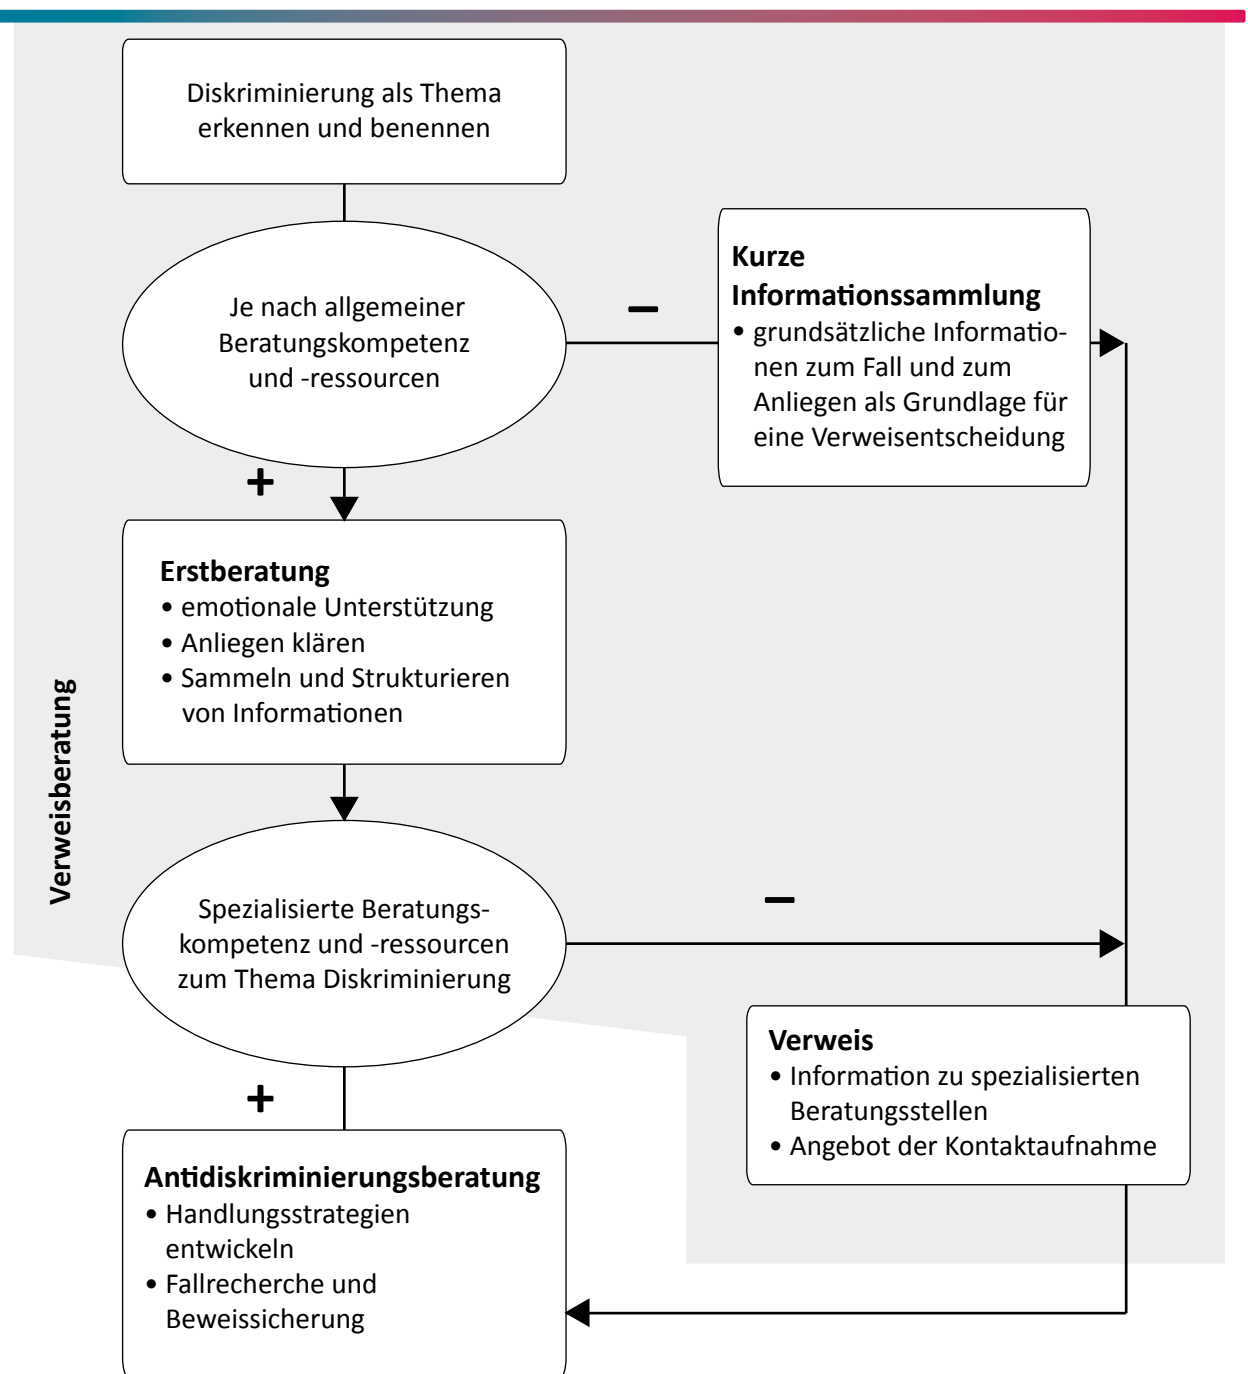 Diskriminierung als Thema
erkennen und benennen
Je nach allgemeiner
Beratungskompetenz
und -ressourcen
–
Kurze
Informationssammlung
• grundsätzliche Informatio-
nen zum Fall und zum
Anliegen als Grundlage für
eine Verweisentscheidung
+
Erstberatung
• emotionale Unterstützung
• Anliegen klären
• Sammeln und Strukturieren
von Informationen
Verweisberatung
Spezialisierte Beratungs-
kompetenz und -ressourcen
zum Thema Diskriminierung
–
Verweis
• Information zu spezialisierten
Beratungsstellen
• Angebot der Kontaktaufnahme
+
Antidiskriminierungsberatung
• Handlungsstrategien
entwickeln
• Fallrecherche und
Beweissicherung